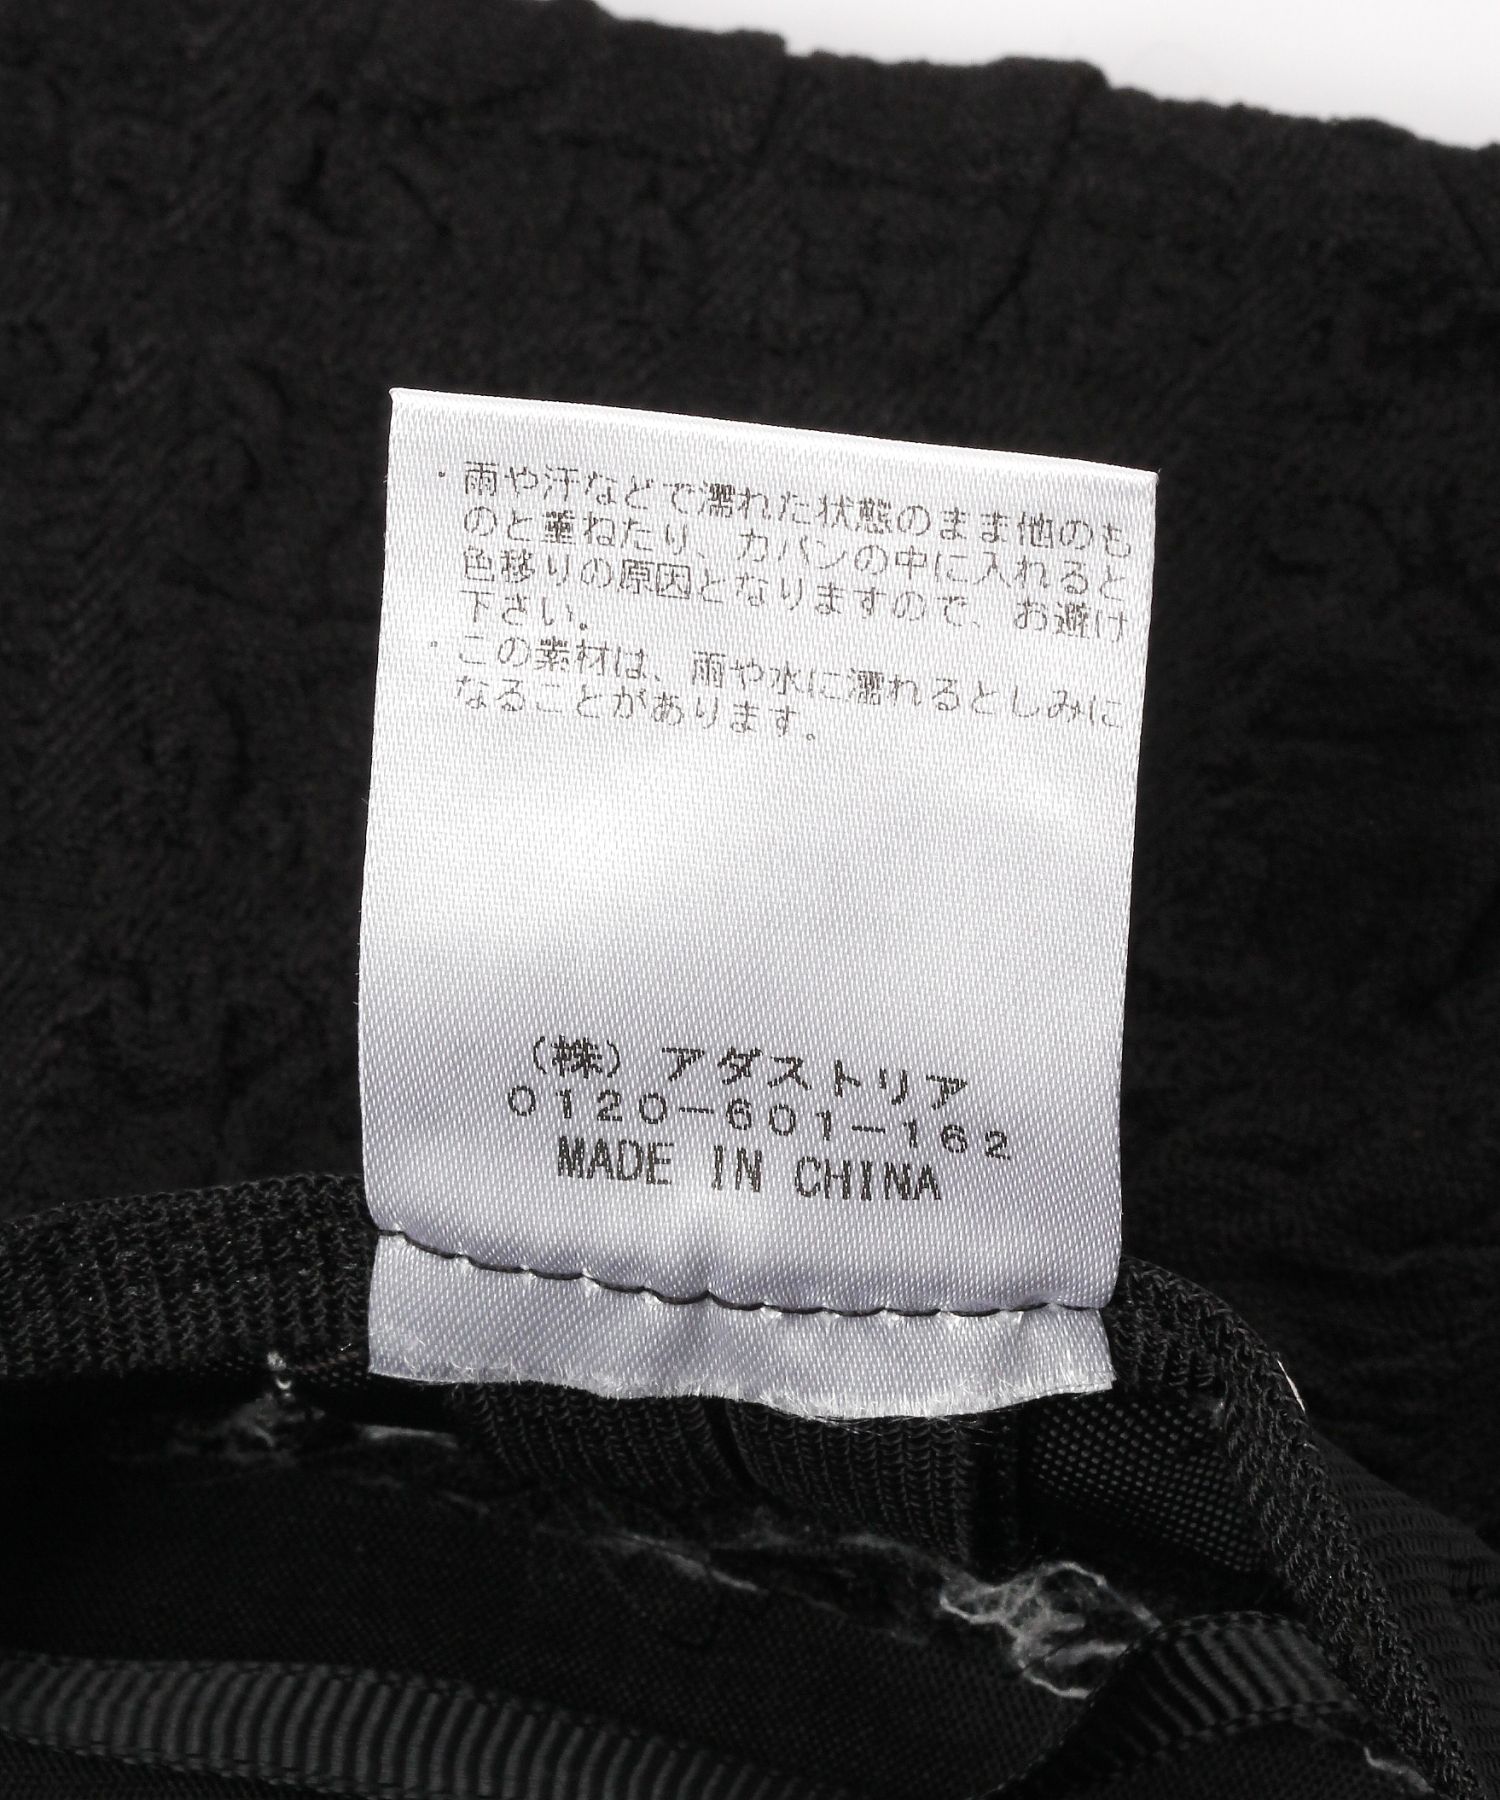 ・雨や汗などで濡れた状態のまま他のも
のと重ねたり、カバンの中に入れると
色移りの原因となりますので、お避け
下さい。
・この素材は、雨や水に濡れるとしみに
なることがあります。
（株）アダストリア
０１２０－６０１－１６２
MADE IN CHINA